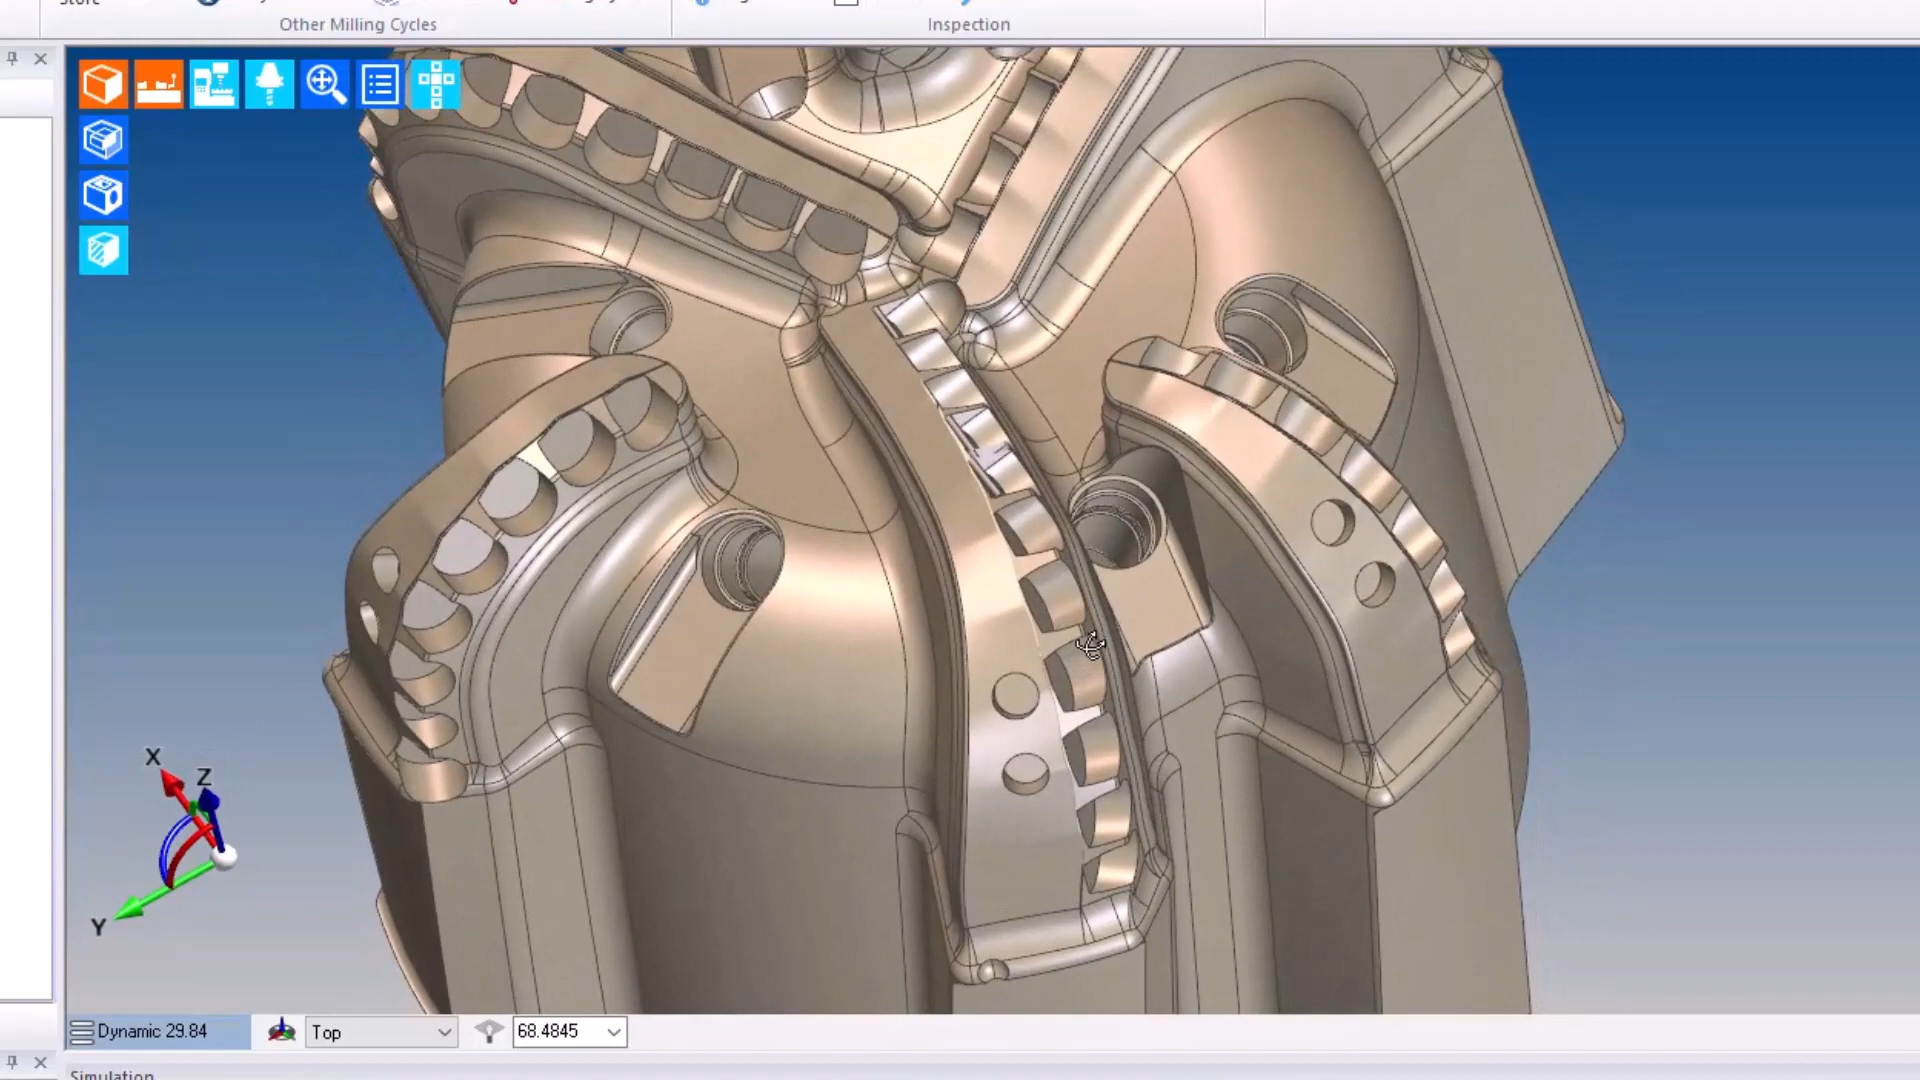 Other Milling Cycles
Inspection
X
Z
Y
Dynamic 29.84
Top
68.4845
Simulation